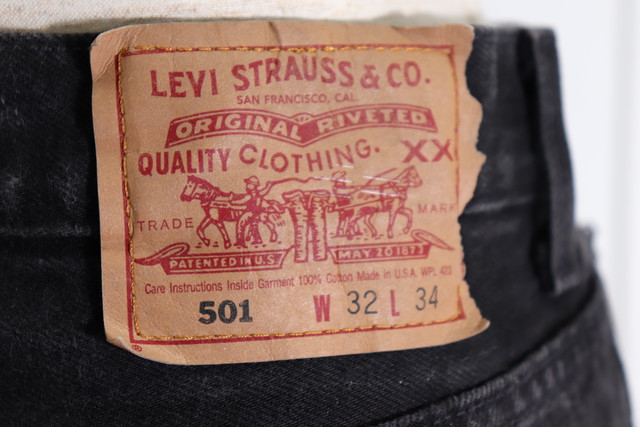 LEVI STRAUSS & CO.
SAN FRANCISCO, CAL.
ORIGINAL RIVETED
QUALITY CLOTHING. XX
TRADE MARK
PATENTED IN U.S. MAY 20 1873
Care Instructions Inside Garment 100% Cotton Made in U.S.A. WPL 423
501 W 32 L 34
®